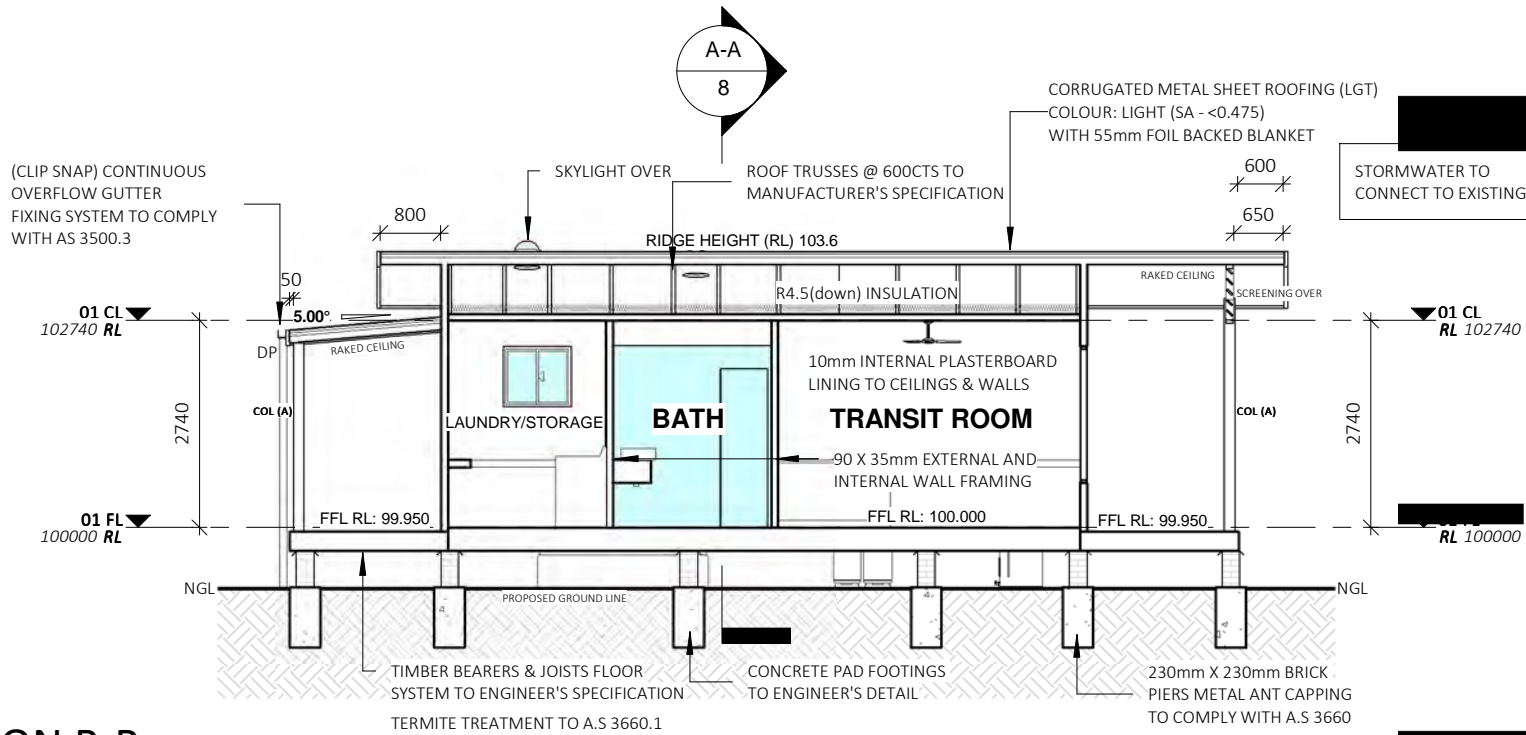 A-A
8
CORRUGATED METAL SHEET ROOFING (LGT)
COLOUR: LIGHT (SA - <0.475)
WITH 55mm FOIL BACKED BLANKET
(CLIP SNAP) CONTINUOUS
OVERFLOW GUTTER
FIXING SYSTEM TO COMPLY
WITH AS 3500.3
SKYLIGHT OVER
ROOF TRUSSES @ 600CTS TO
MANUFACTURER'S SPECIFICATION
600
STORMWATER TO
CONNECT TO EXISTING
800
650
RIDGE HEIGHT (RL) 103.6
50
RAKED CEILING
R4.5(down) INSULATION
SCREENING OVER
01 CL
102740 RL
5.00°
01 CL
RL 102740
DP
RAKED CEILING
10mm INTERNAL PLASTERBOARD
LINING TO CEILINGS & WALLS
COL (A)
COL (A)
2740
LAUNDRY/STORAGE
BATH
TRANSIT ROOM
2740
90 X 35mm EXTERNAL AND
INTERNAL WALL FRAMING
01 FL
100000 RL
FFL RL: 99.950
FFL RL: 100.000
FFL RL: 99.950
RL 100000
NGL
PROPOSED GROUND LINE
NGL
TIMBER BEARERS & JOISTS FLOOR
SYSTEM TO ENGINEER'S SPECIFICATION
TERMITE TREATMENT TO A.S 3660.1
CONCRETE PAD FOOTINGS
TO ENGINEER'S DETAIL
230mm X 230mm BRICK
PIERS METAL ANT CAPPING
TO COMPLY WITH A.S 3660